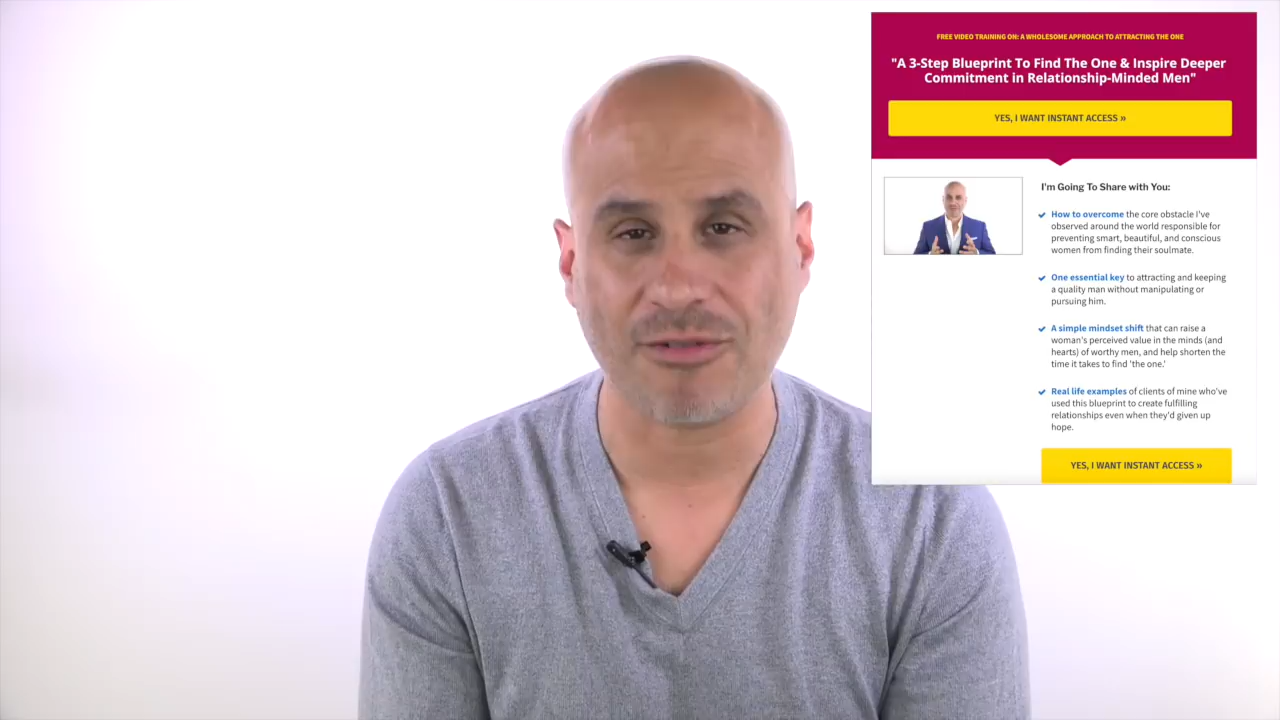 FREE VIDEO TRAINING ON: A WHOLESOME APPROACH TO ATTRACTING THE ONE
"A 3-Step Blueprint To Find The One & Inspire Deeper
Commitment in Relationship-Minded Men"
YES, I WANT INSTANT ACCESS »
I'm Going To Share with You:
How to overcome the core obstacle I've
observed around the world responsible for
preventing smart, beautiful, and conscious
women from finding their soulmate.
One essential key to attracting and keeping
a quality man without manipulating or
pursuing him.
A simple mindset shift that can raise a
woman's perceived value in the minds (and
hearts) of worthy men, and help shorten the
time it takes to find 'the one.'
Real life examples of clients of mine who've
used this blueprint to create fulfilling
relationships even when they'd given up
hope.
YES, I WANT INSTANT ACCESS »